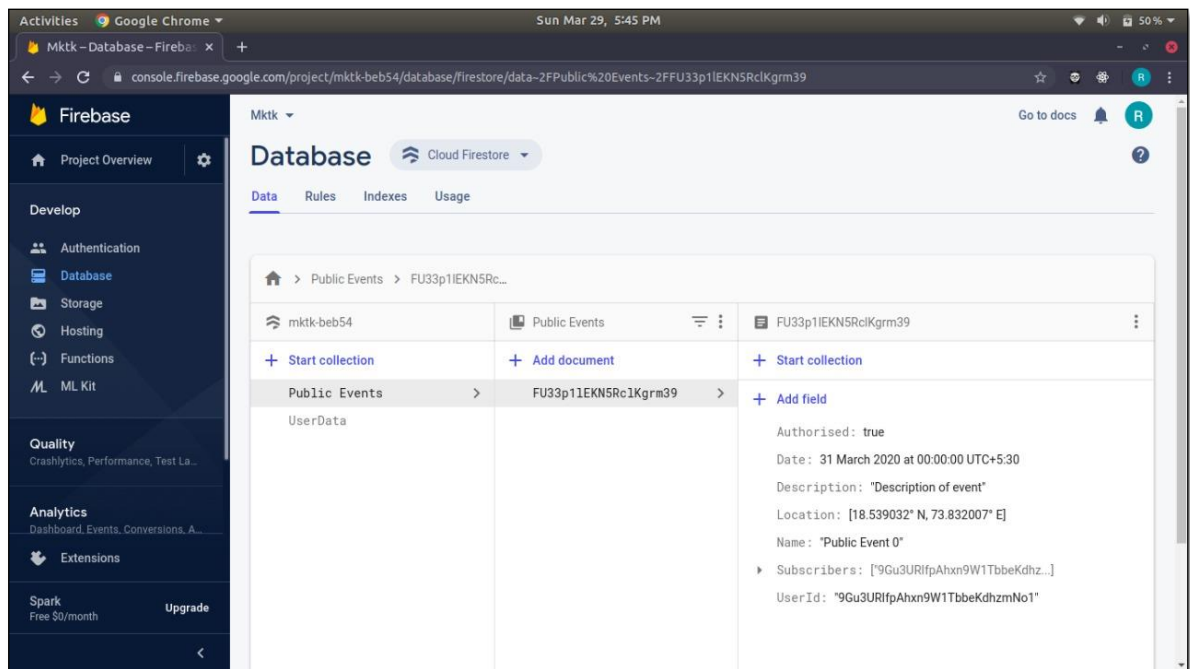 Activities Google Chrome Sun Mar 29, 5:45 PM 50 %
Mktk – Database – Firebas × +
console.firebase.google.com/project/mktk-beb54/database/firestore/data~2FPublic%20Events~2FFU33p1lEKN5RclKgrm39 R
Firebase
Mktk Go to docs R
Project Overview
Database Cloud Firestore
Data Rules Indexes Usage
Develop
Authentication
Database
Storage
Hosting
Functions
ML Kit
Quality
Crashlytics, Performance, Test La...
Analytics
Dashboard, Events, Conversions, A...
Extensions
Spark
Free $0/month
Upgrade
Public Events > FU33p1lEKN5Rc...
mktk-beb54
+ Start collection
Public Events
UserData
Public Events
+ Add document
FU33p1lEKN5RclKgrm39
FU33p1lEKN5RclKgrm39
+ Start collection
+ Add field
Authorised: true
Date: 31 March 2020 at 00:00:00 UTC+5:30
Description: "Description of event"
Location: [18.539032° N, 73.832007° E]
Name: "Public Event 0"
Subscribers: ["9Gu3URlfpAhxn9W1TbbeKdhz...]
UserId: "9Gu3URlfpAhxn9W1TbbeKdhzmNo1"